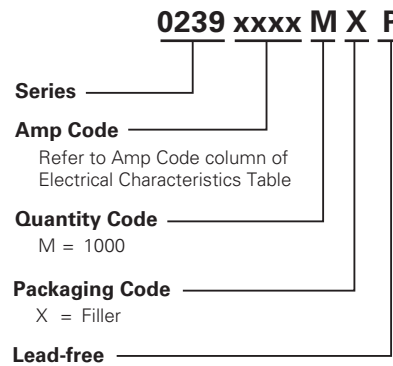 0239 xxxx M X
Series
Amp Code
Refer to Amp Code column of
Electrical Characteristics Table
Quantity Code
M = 1000
Packaging Code
X = Filler
Lead-free